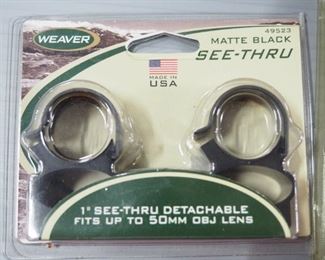 WEAVER
49523
MATTE BLACK
SEE-THRU
MADE IN
USA
1" SEE-THRU DETACHABLE
FITS UP TO 50MM OBJ LENS